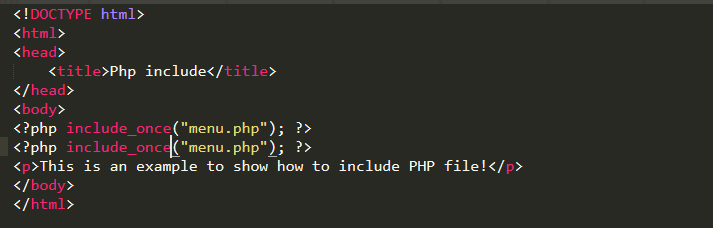 <!DOCTYPE html>
<html>
<head>
    <title>Php include</title>
</head>
<body>
<?php include_once("menu.php"); ?>
<?php include_once("menu.php"); ?>
<p>This is an example to show how to include PHP file!</p>
</body>
</html>